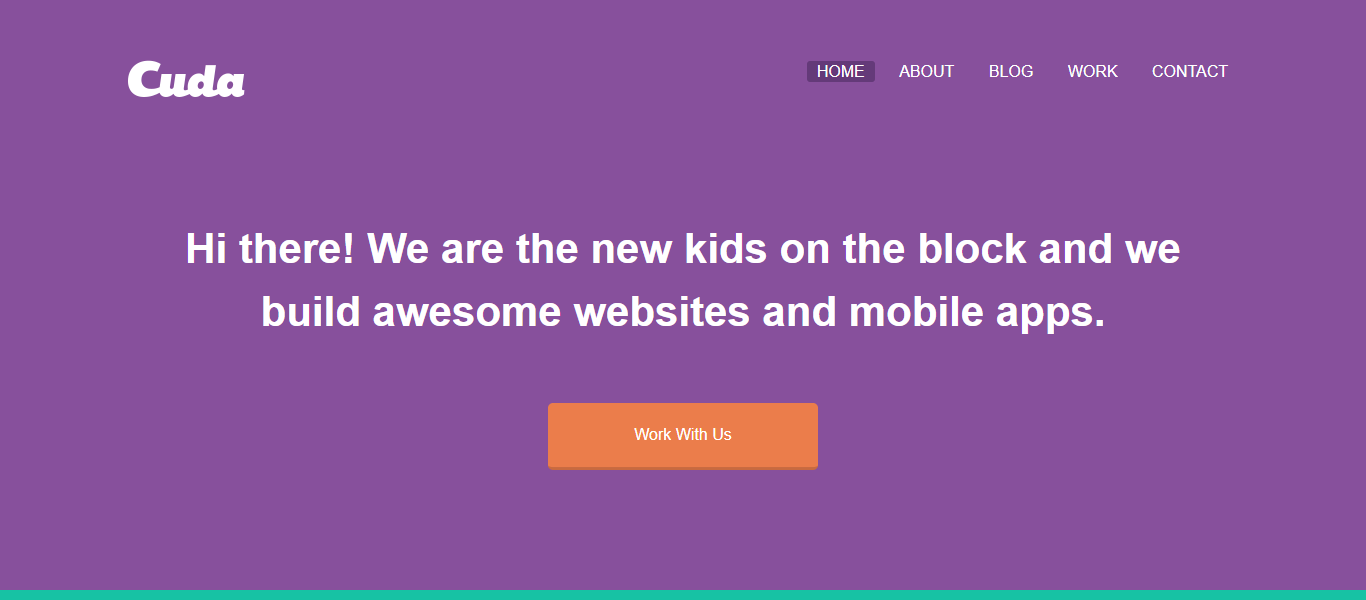 Cuda
HOME ABOUT BLOG WORK CONTACT
Hi there! We are the new kids on the block and we
build awesome websites and mobile apps.
Work With Us